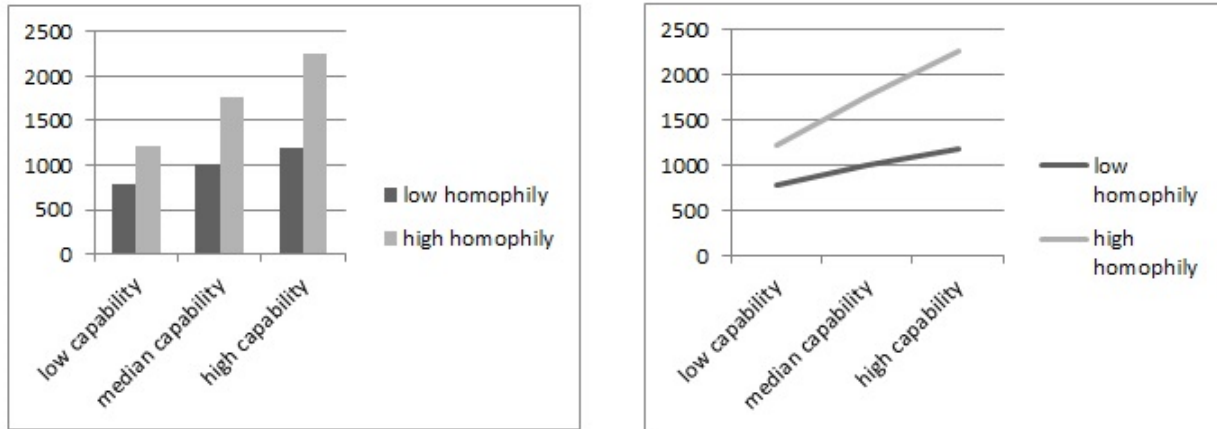 2500
2000
1500
1000
500
0
low capability
median capability
high capability
low homophily
high homophily
2500
2000
1500
1000
500
0
low capability
median capability
high capability
low
homophily
high
homophily